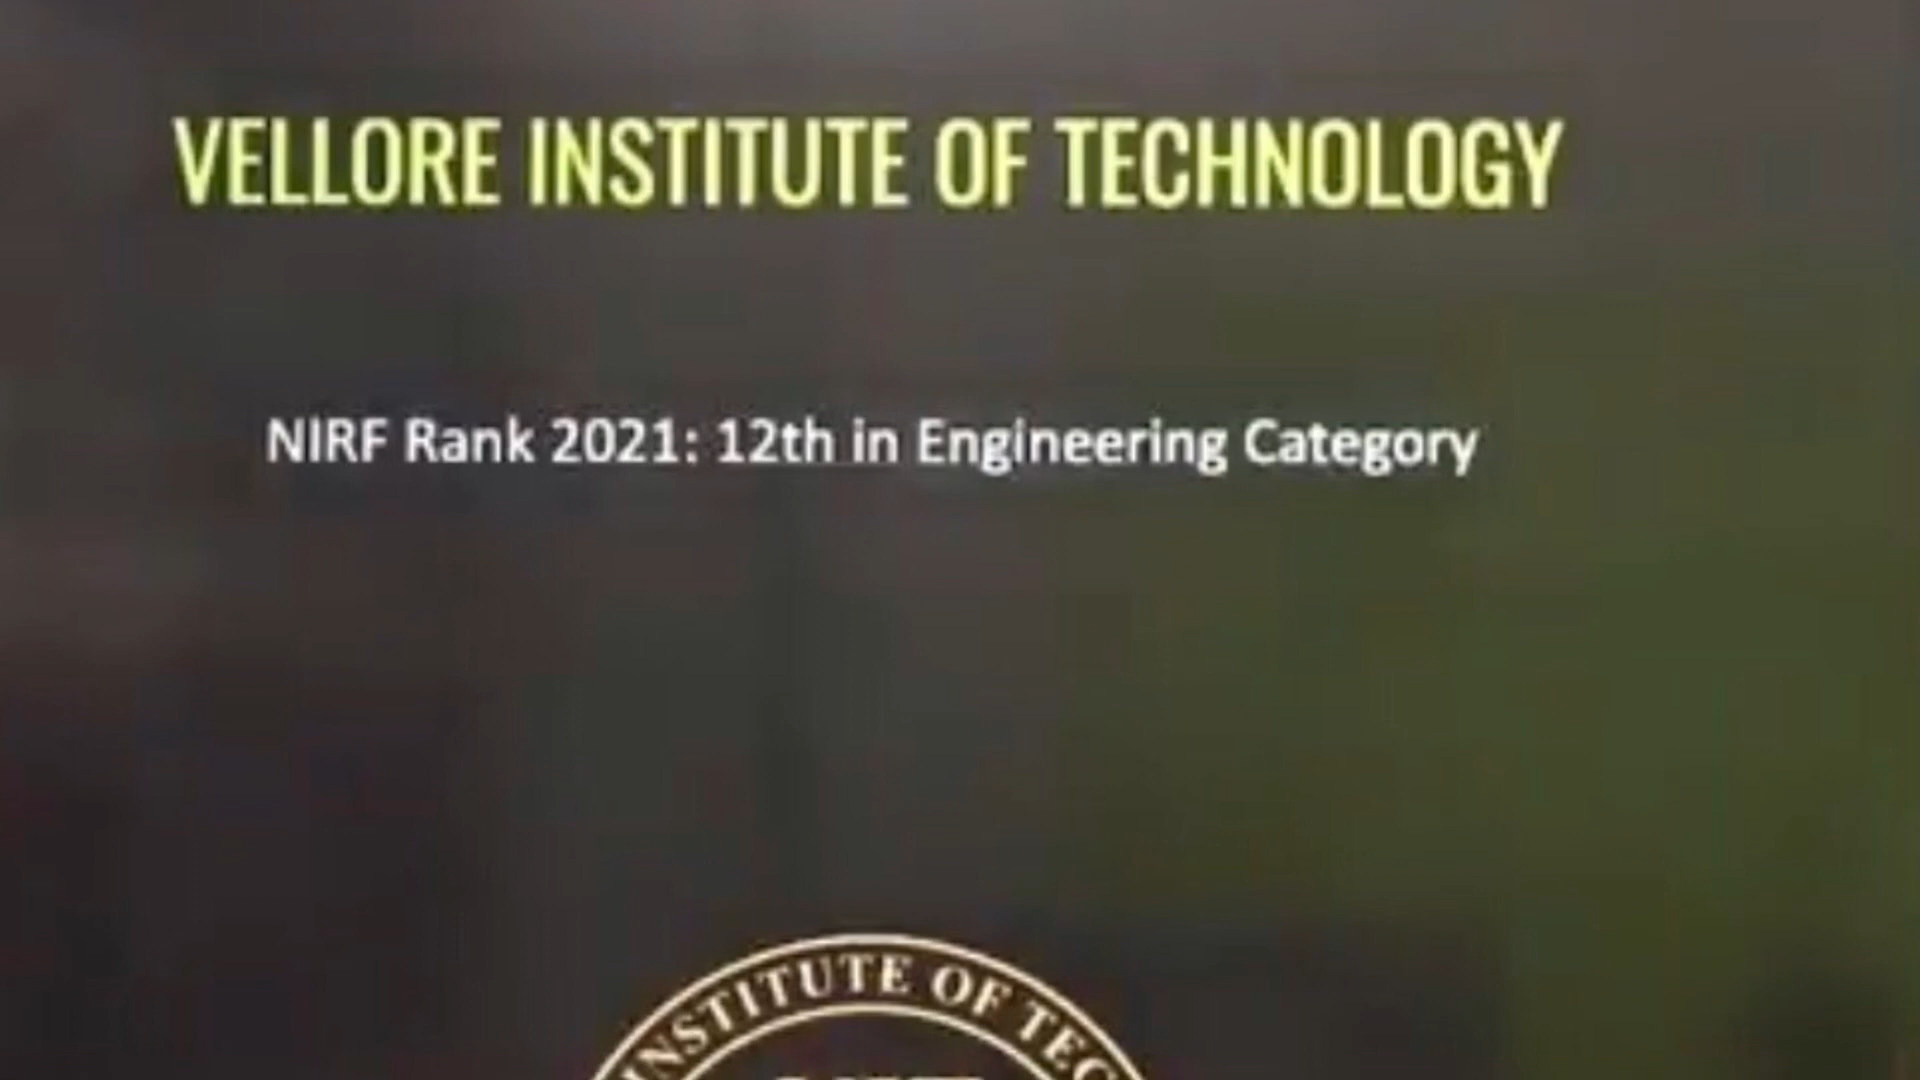 VELLORE INSTITUTE OF TECHNOLOGY
NIRF Rank 2021: 12th in Engineering Category
INSTITUTE OF TEC